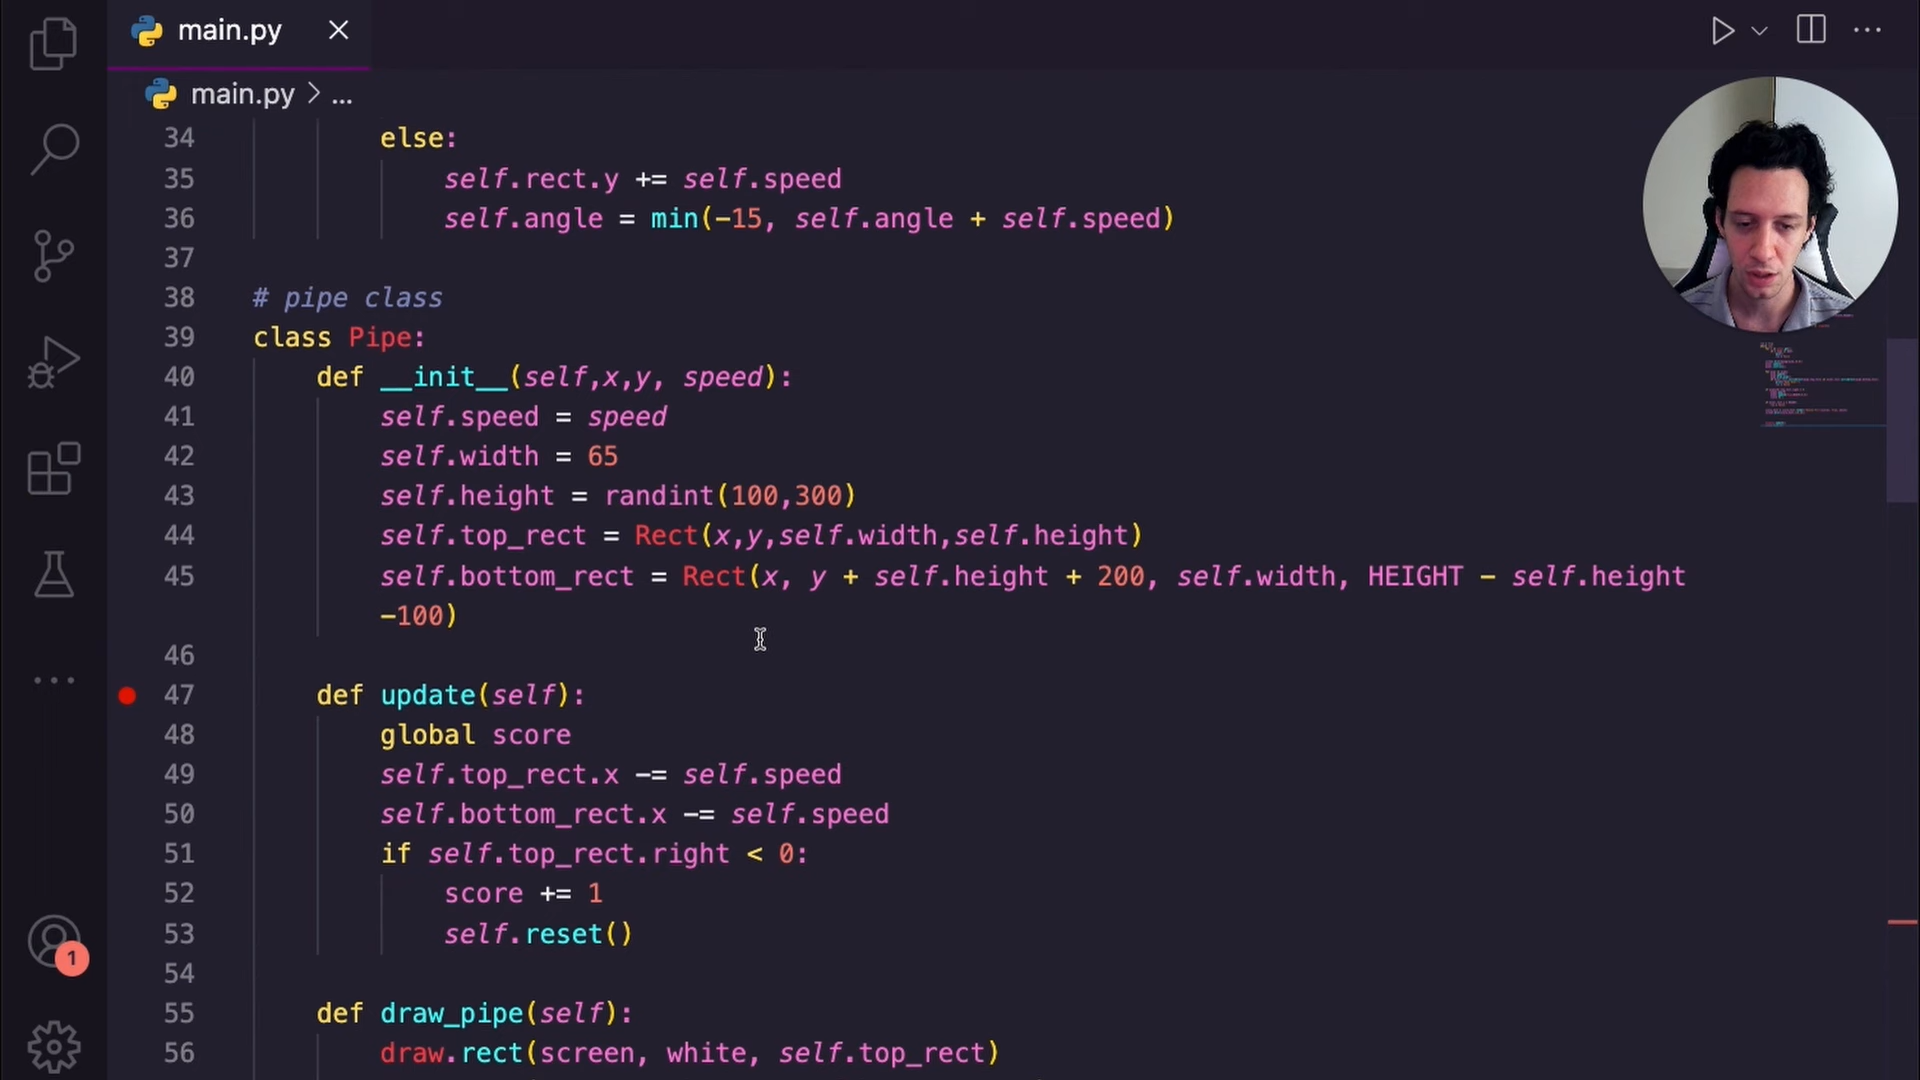 main.py
main.py > ...
34 else:
35 self.rect.y += self.speed
36 self.angle = min(-15, self.angle + self.speed)
37
38 # pipe class
39 class Pipe:
40 def __init__(self,x,y, speed):
41 self.speed = speed
42 self.width = 65
43 self.height = randint(100,300)
44 self.top_rect = Rect(x,y,self.width,self.height)
45 self.bottom_rect = Rect(x, y + self.height + 200, self.width, HEIGHT - self.height
-100)
46
47 def update(self):
48 global score
49 self.top_rect.x -= self.speed
50 self.bottom_rect.x -= self.speed
51 if self.top_rect.right < 0:
52 score += 1
53 self.reset()
54
55 def draw_pipe(self):
56 draw.rect(screen, white, self.top_rect)
1